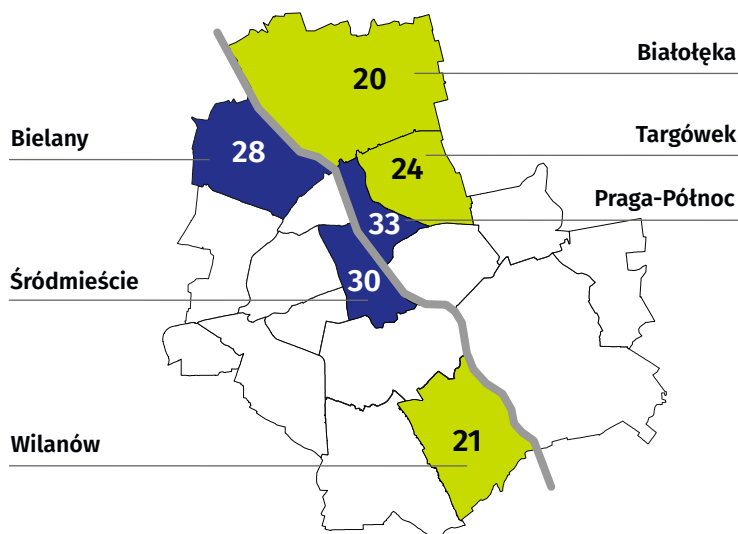 Białołęka
20
Targówek
Bielany
28
24
Praga-Północ
33
Śródmieście
30
Wilanów
21